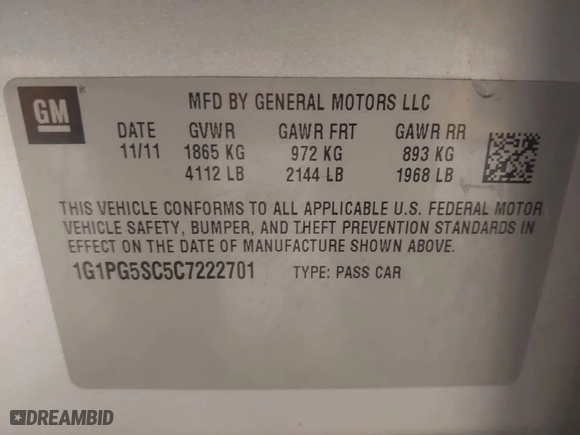 GM
MFD BY GENERAL MOTORS LLC
DATE GVWR GAWR FRT GAWR RR
11/11 1865 KG 972 KG 893 KG
4112 LB 2144 LB 1968 LB
THIS VEHICLE CONFORMS TO ALL APPLICABLE U.S. FEDERAL MOTOR
VEHICLE SAFETY, BUMPER, AND THEFT PREVENTION STANDARDS IN
EFFECT ON THE DATE OF MANUFACTURE SHOWN ABOVE.
1G1PG5SC5C7222701 TYPE: PASS CAR
DREAMBID